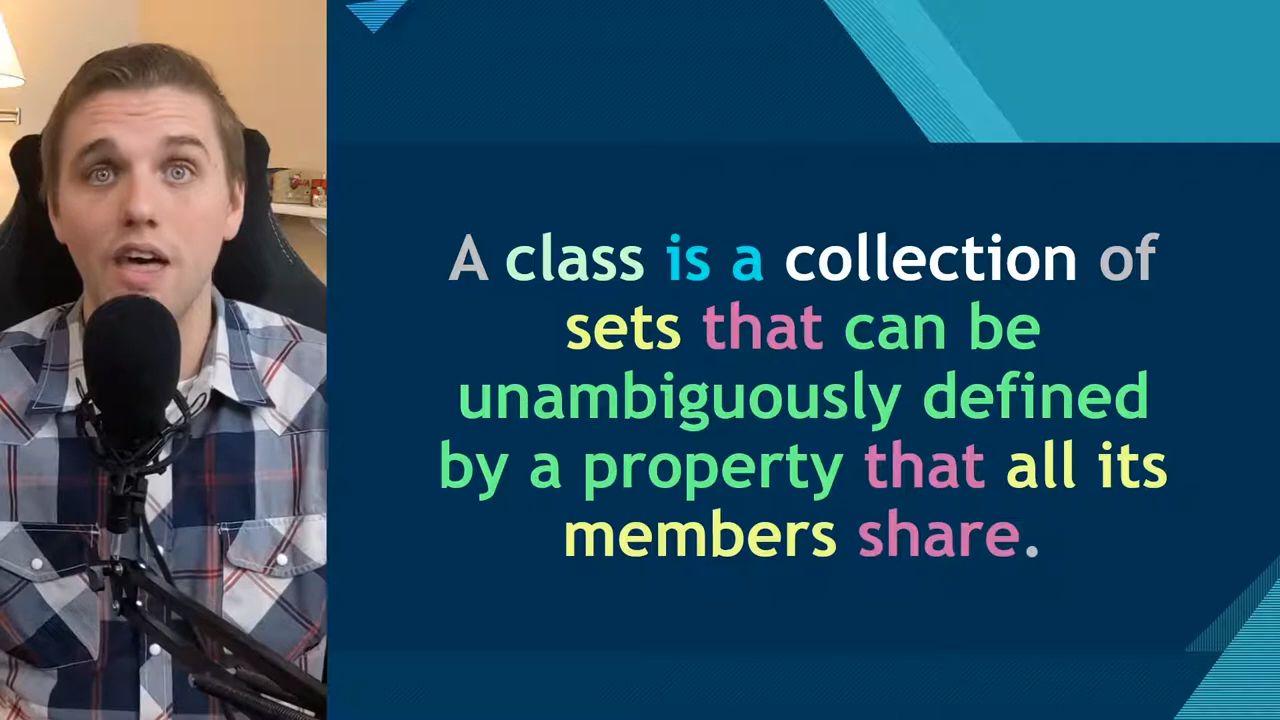 A class is a collection of
sets that can be
unambiguously defined
by a property that all its
members share.